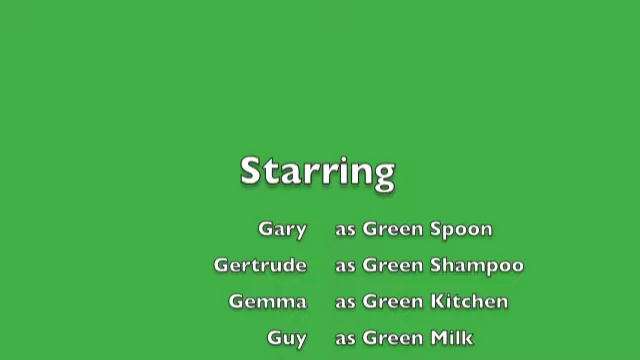 Starring
Gary as Green Spoon
Gertrude as Green Shampoo
Gemma as Green Kitchen
Guy as Green Milk